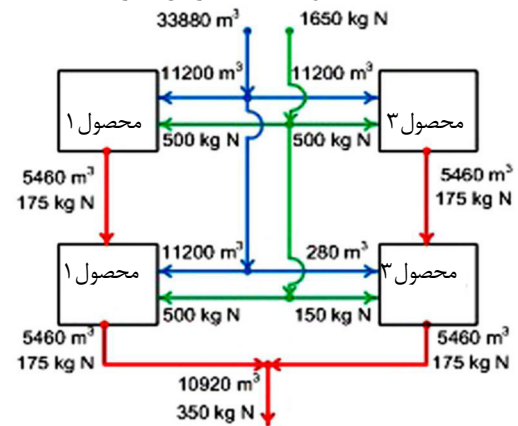 33880 m³ 1650 kg N
11200 m³ 11200 m³
محصول ۱ محصول ۳
500 kg N 500 kg N
5460 m³ 5460 m³
175 kg N 175 kg N
11200 m³ 280 m³
محصول ۱ محصول ۳
500 kg N 150 kg N
5460 m³ 5460 m³
175 kg N 175 kg N
10920 m³
350 kg N